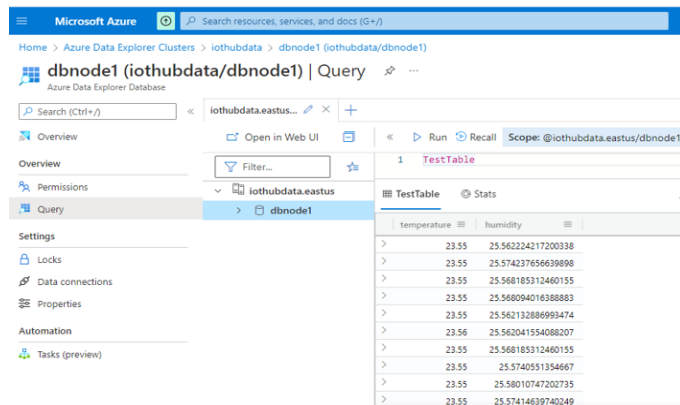 Microsoft Azure
Search resources, services, and docs (G+/)
Home > Azure Data Explorer Clusters > iothubdata > dbnode1 (iothubdata/dbnode1)
dbnode1 (iothubdata/dbnode1) | Query
Azure Data Explorer Database
Search (Ctrl+/)
Overview
Overview
Permissions
Query
Settings
Locks
Data connections
Properties
Automation
Tasks (preview)
iothubdata.eastus...
Open in Web UI
Filter...
iothubdata.eastus
dbnode1
Run Recall Scope: @iothubdata.eastus/dbnode1
1 TestTable
TestTable Stats
temperature humidity
23.55 25.562224217200338
23.55 25.574237656639898
23.55 25.568185312460155
23.55 25.568094016388883
23.55 25.562132886993474
23.56 25.562041554088207
23.55 25.568185312460155
23.55 25.5740551354667
23.55 25.58010747202735
23.55 25.57414639740249